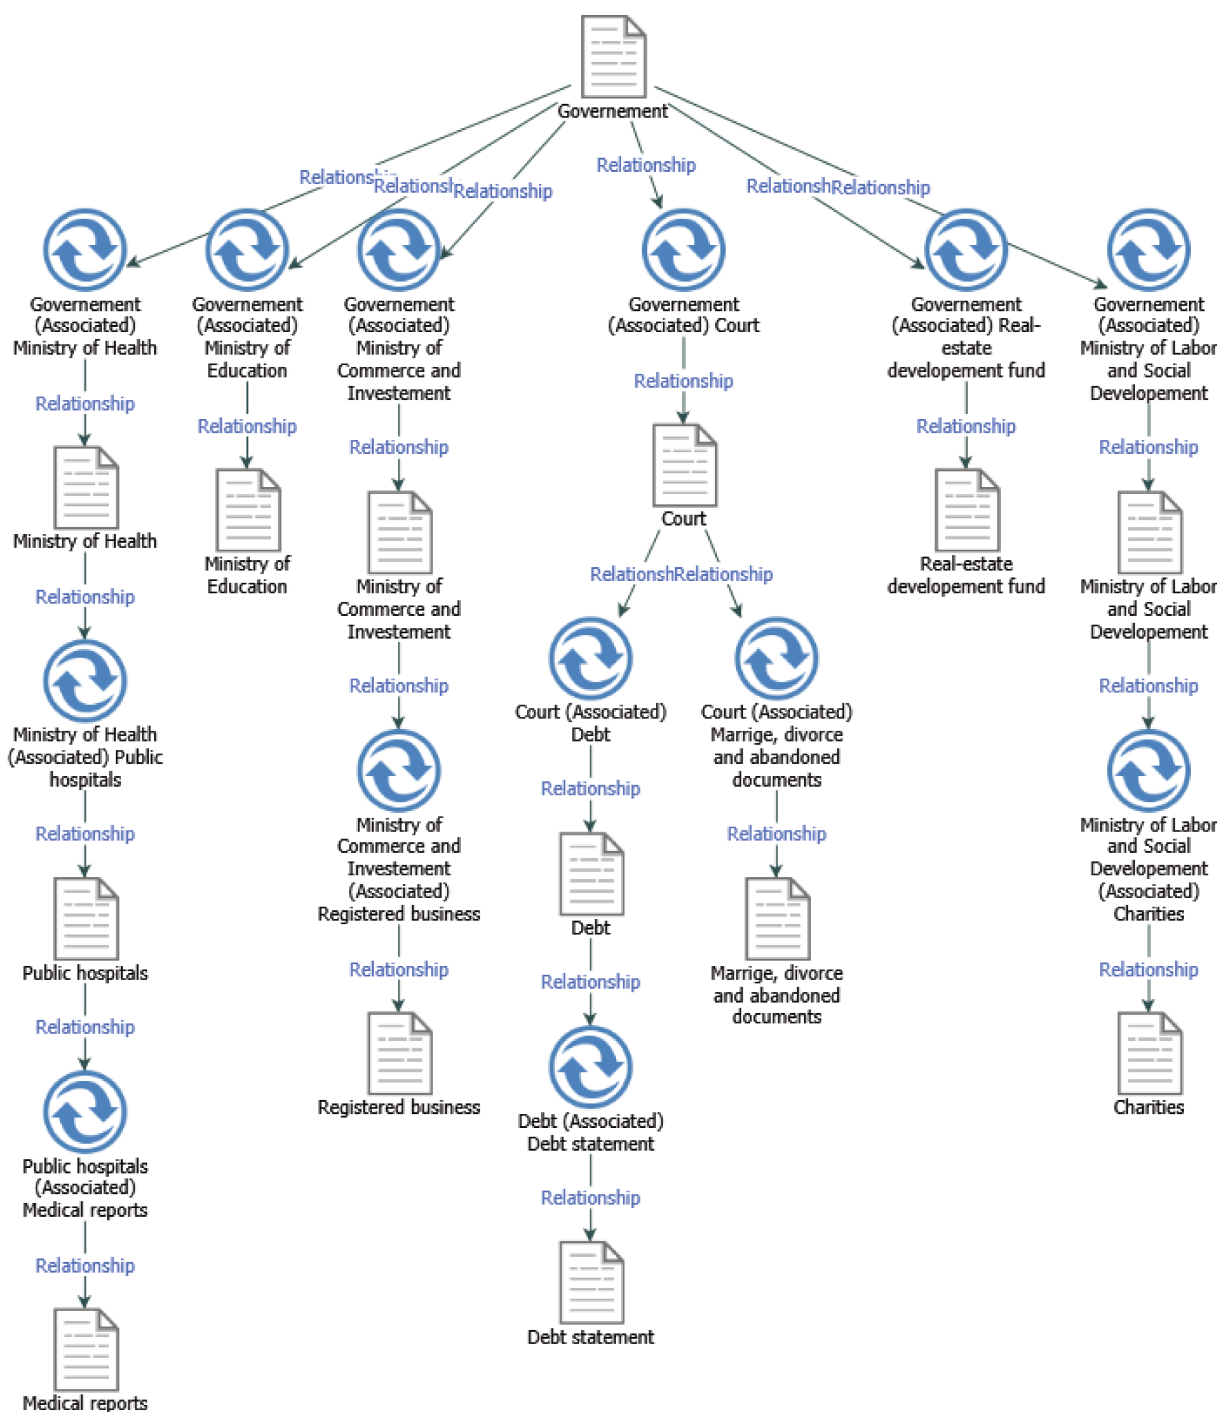 Governement
Relationship
Relationship
Relationship
Relationship
Relationship
Relationship
Governement
(Associated)
Ministry of Health
Governement
(Associated)
Ministry of
Education
Governement
(Associated)
Ministry of
Commerce and
Investement
Governement
(Associated) Court
Governement
(Associated) Real-
estate
developement fund
Governement
(Associated)
Ministry of Labor
and Social
Developement
Relationship
Relationship
Relationship
Relationship
Relationship
Relationship
Ministry of Health
Ministry of
Education
Ministry of
Commerce and
Investement
Court
Real-estate
developement fund
Ministry of Labor
and Social
Developement
Relationship
Relationship
Relationship
Relationship
Relationship
Ministry of Health
(Associated) Public
hospitals
Ministry of
Commerce and
Investement
(Associated)
Registered business
Court (Associated)
Debt
Court (Associated)
Marrige, divorce
and abandoned
documents
Ministry of Labor
and Social
Developement
(Associated)
Charities
Relationship
Relationship
Relationship
Relationship
Relationship
Public hospitals
Registered business
Debt
Marrige, divorce
and abandoned
documents
Charities
Relationship
Relationship
Public hospitals
(Associated)
Medical reports
Debt (Associated)
Debt statement
Relationship
Relationship
Medical reports
Debt statement